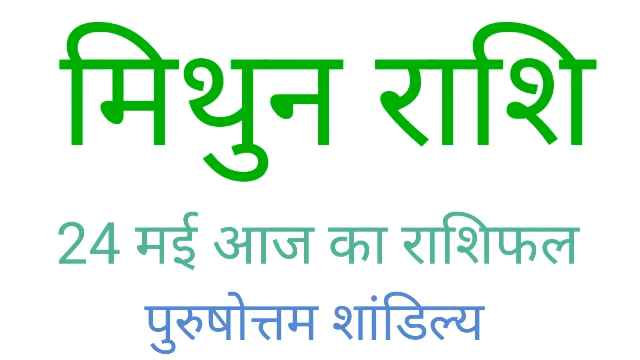 मिथुन राशि
24 मई आज का राशिफल
पुरुषोत्तम शांडिल्य